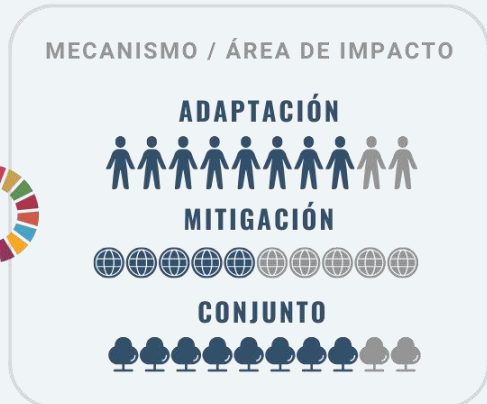 MECANISMO / ÁREA DE IMPACTO
ADAPTACIÓN
MITIGACIÓN
CONJUNTO